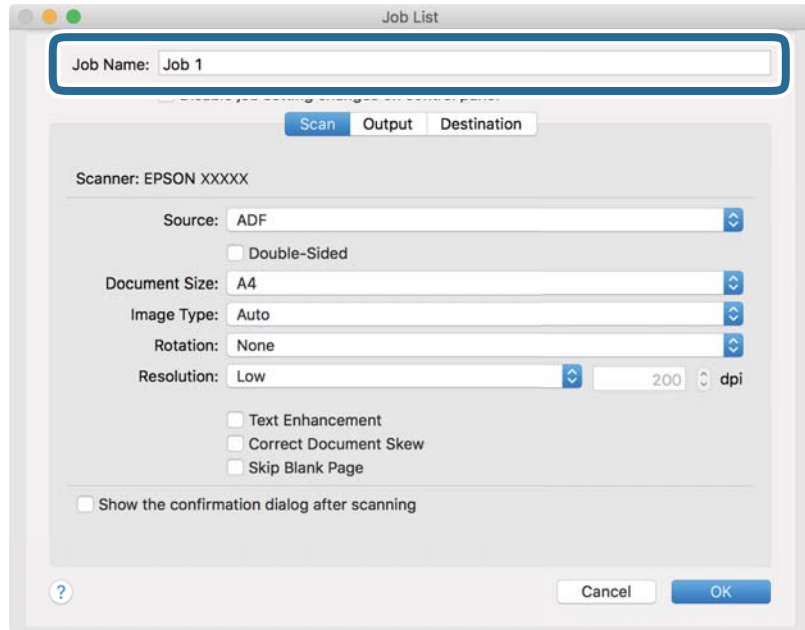 Job List
Job Name: Job 1
Scan Output Destination
Scanner: EPSON XXXXX
Source: ADF
Double-Sided
Document Size: A4
Image Type: Auto
Rotation: None
Resolution: Low 200 dpi
Text Enhancement
Correct Document Skew
Skip Blank Page
Show the confirmation dialog after scanning
? Cancel OK